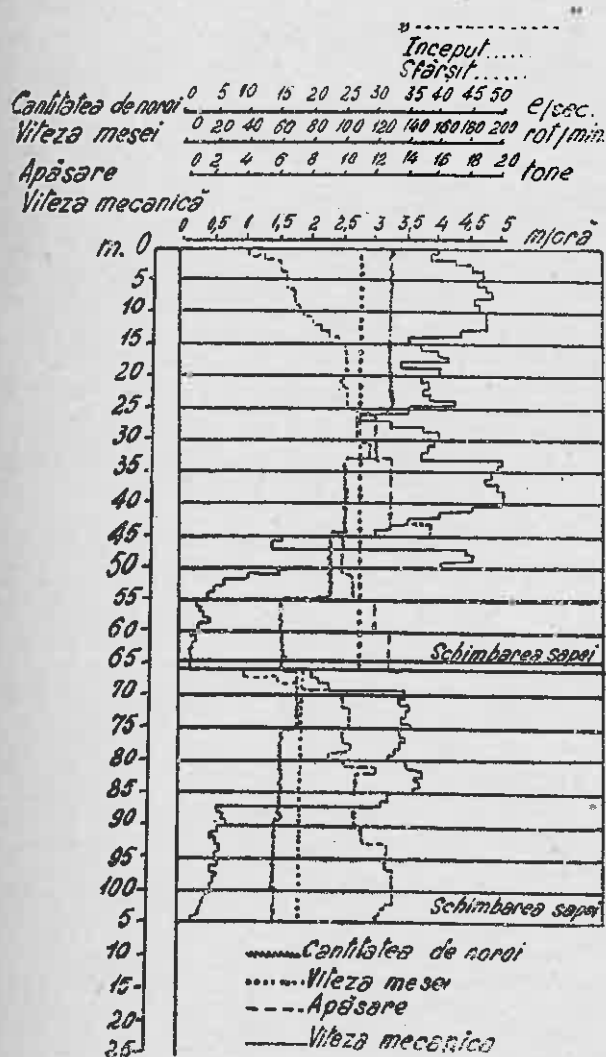 Început.....
Sfârșit.....
Cantitatea de noroi 0 5 10 15 20 25 30 35 40 45 50 e/sec.
Viteza mesei 0 20 40 60 80 100 120 140 160 180 200 rot/min.
Apăsare 0 2 4 6 8 10 12 14 16 18 20 tone
Viteza mecanică
0 0,5 1 1,5 2 2,5 3 3,5 4 4,5 5 m/oră
m. 0
5
10
15
20
25
30
35
40
45
50
55
60
65 Schimbarea sapei
70
75
80
85
90
95
100 Schimbarea sapei
5
10
15
20
25
Cantitatea de noroi
Viteza mesei
Apăsare
Viteza mecanica